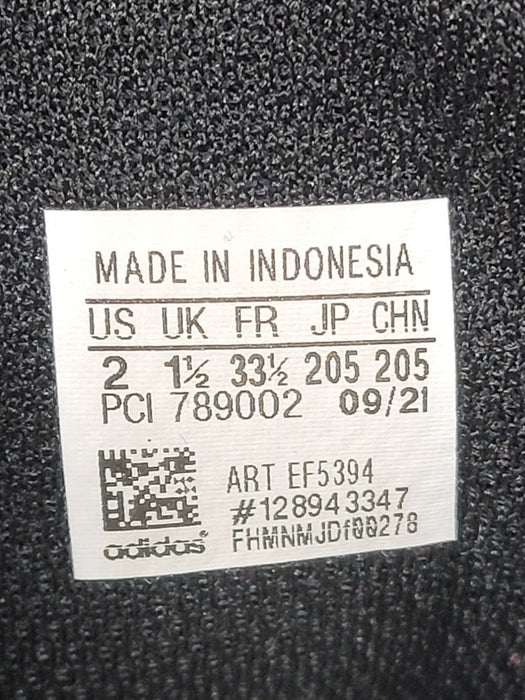 MADE IN INDONESIA
US UK FR JP CHN
2 1½ 33½ 205 205
PCI 789002 09/21
ART EF5394
#128943347
adidas®